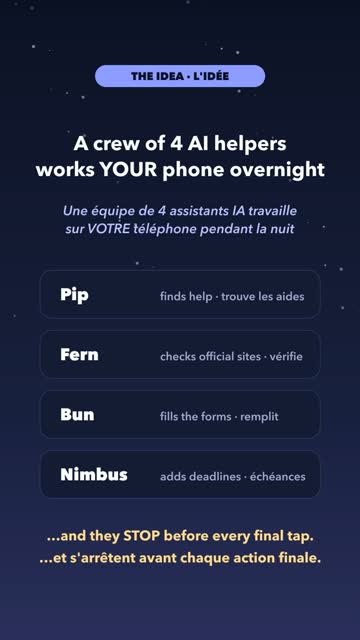 THE IDEA · L'IDÉE
A crew of 4 AI helpers
works YOUR phone overnight
Une équipe de 4 assistants IA travaille
sur VOTRE téléphone pendant la nuit
Pip finds help · trouve les aides
Fern checks official sites · vérifie
Bun fills the forms · remplit
Nimbus adds deadlines · échéances
...and they STOP before every final tap.
...et s'arrêtent avant chaque action finale.